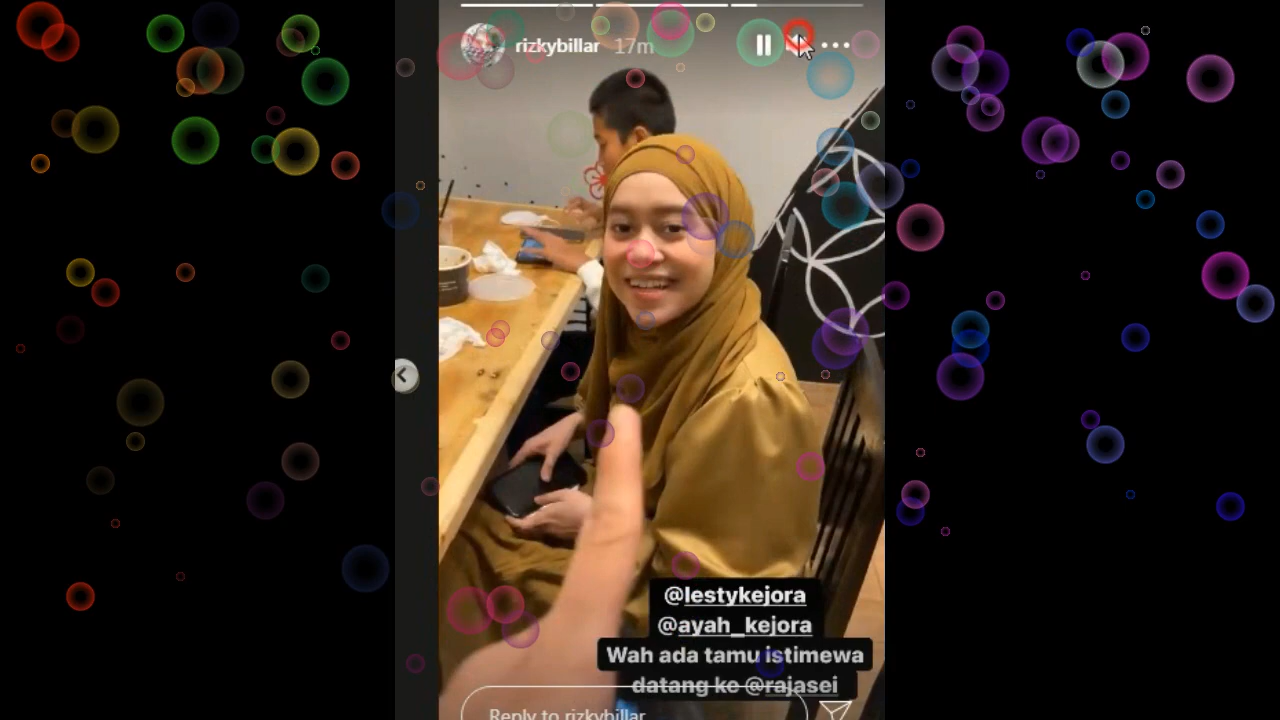 rizkybillar 17m
@lestykejora
@ayah_kejora
Wah ada tamu istimewa
datang ke @rajasei
Reply to rizkybillar